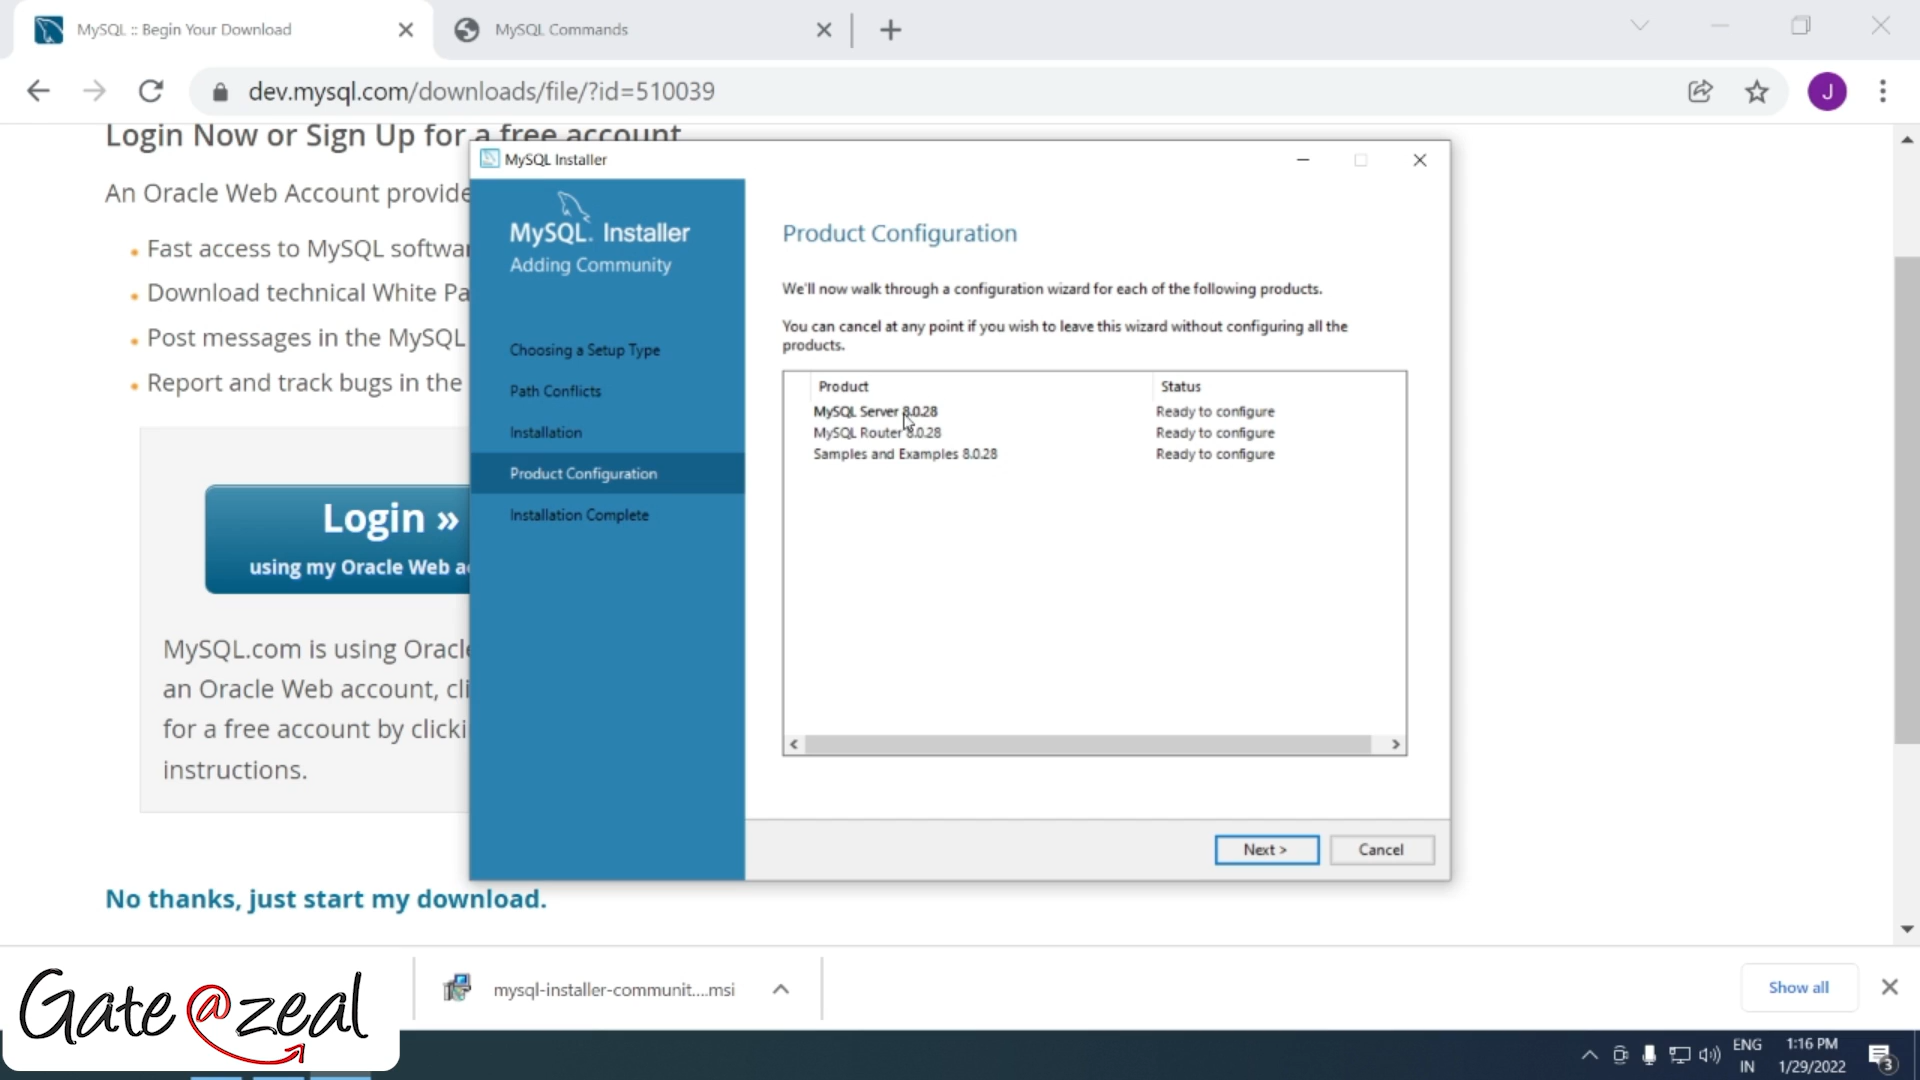 MySQL :: Begin Your Download
MySQL Commands
dev.mysql.com/downloads/file/?id=510039
J
Login Now or Sign Up for a free account
An Oracle Web Account provide
Fast access to MySQL softwar
Download technical White Pa
Post messages in the MySQL
Report and track bugs in the
Login »
using my Oracle Web a
MySQL.com is using Oracle
an Oracle Web account, cli
for a free account by clicki
instructions.
No thanks, just start my download.
MySQL Installer
MySQL. Installer
Adding Community
Choosing a Setup Type
Path Conflicts
Installation
Product Configuration
Installation Complete
Product Configuration
We'll now walk through a configuration wizard for each of the following products.
You can cancel at any point if you wish to leave this wizard without configuring all the
products.
Product Status
MySQL Server 8.0.28 Ready to configure
MySQL Router 8.0.28 Ready to configure
Samples and Examples 8.0.28 Ready to configure
Next >
Cancel
Gate@zeal
mysql-installer-communit....msi
Show all
ENG
IN
1:16 PM
1/29/2022
3